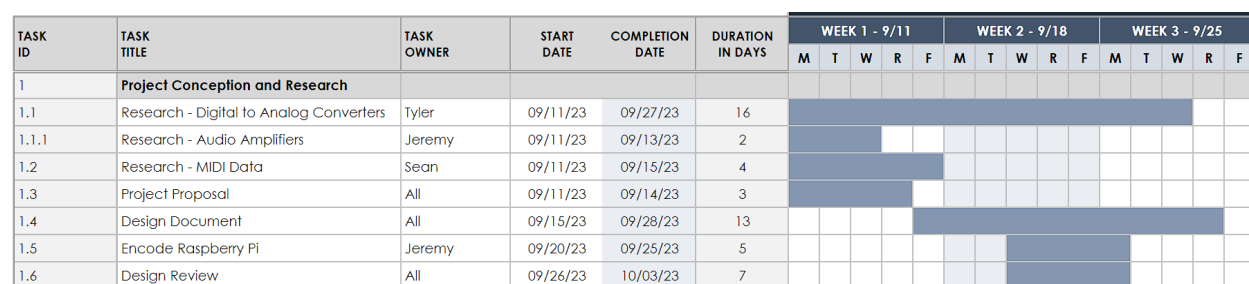 TASK ID TASK TITLE TASK OWNER START DATE COMPLETION DATE DURATION IN DAYS WEEK 1 - 9/11 WEEK 2 - 9/18 WEEK 3 - 9/25
M T W R F M T W R F M T W R F
1 Project Conception and Research
1.1 Research - Digital to Analog Converters Tyler 09/11/23 09/27/23 16
1.1.1 Research - Audio Amplifiers Jeremy 09/11/23 09/13/23 2
1.2 Research - MIDI Data Sean 09/11/23 09/15/23 4
1.3 Project Proposal All 09/11/23 09/14/23 3
1.4 Design Document All 09/15/23 09/28/23 13
1.5 Encode Raspberry Pi Jeremy 09/20/23 09/25/23 5
1.6 Design Review All 09/26/23 10/03/23 7